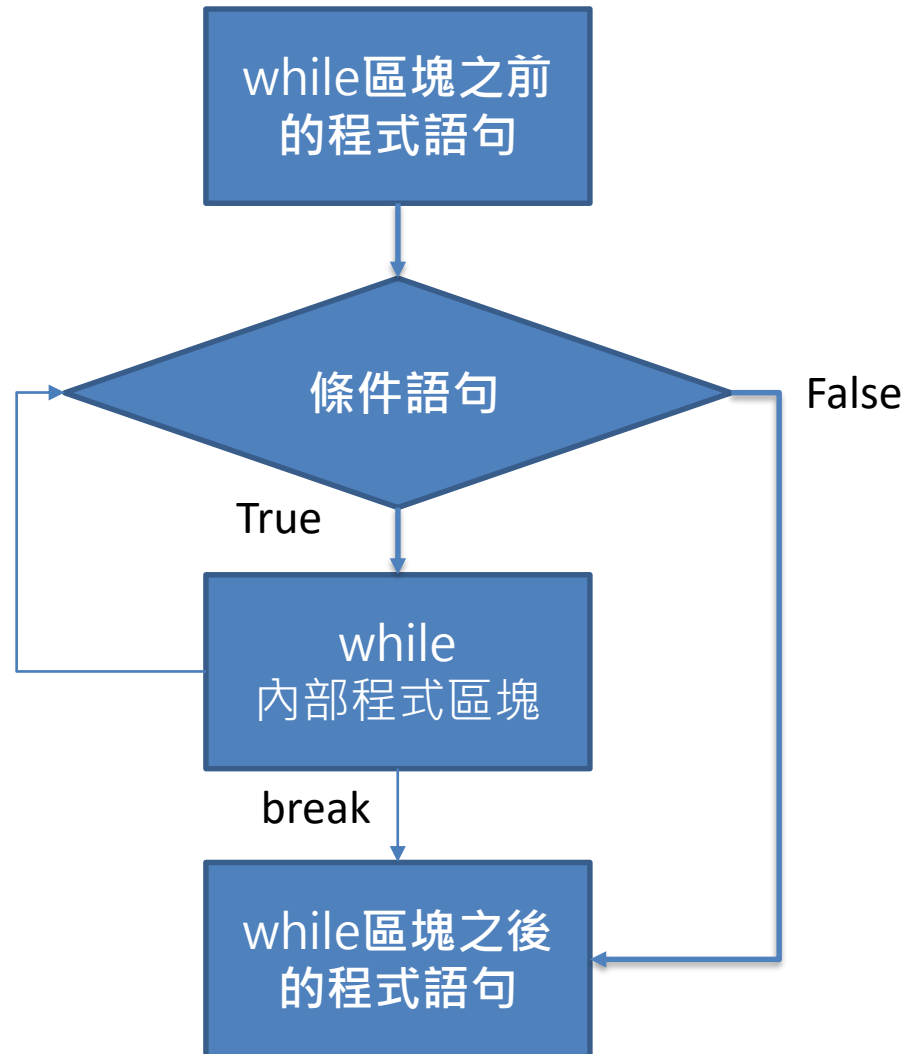 while區塊之前
的程式語句
條件語句
False
True
while
內部程式區塊
break
while區塊之後
的程式語句